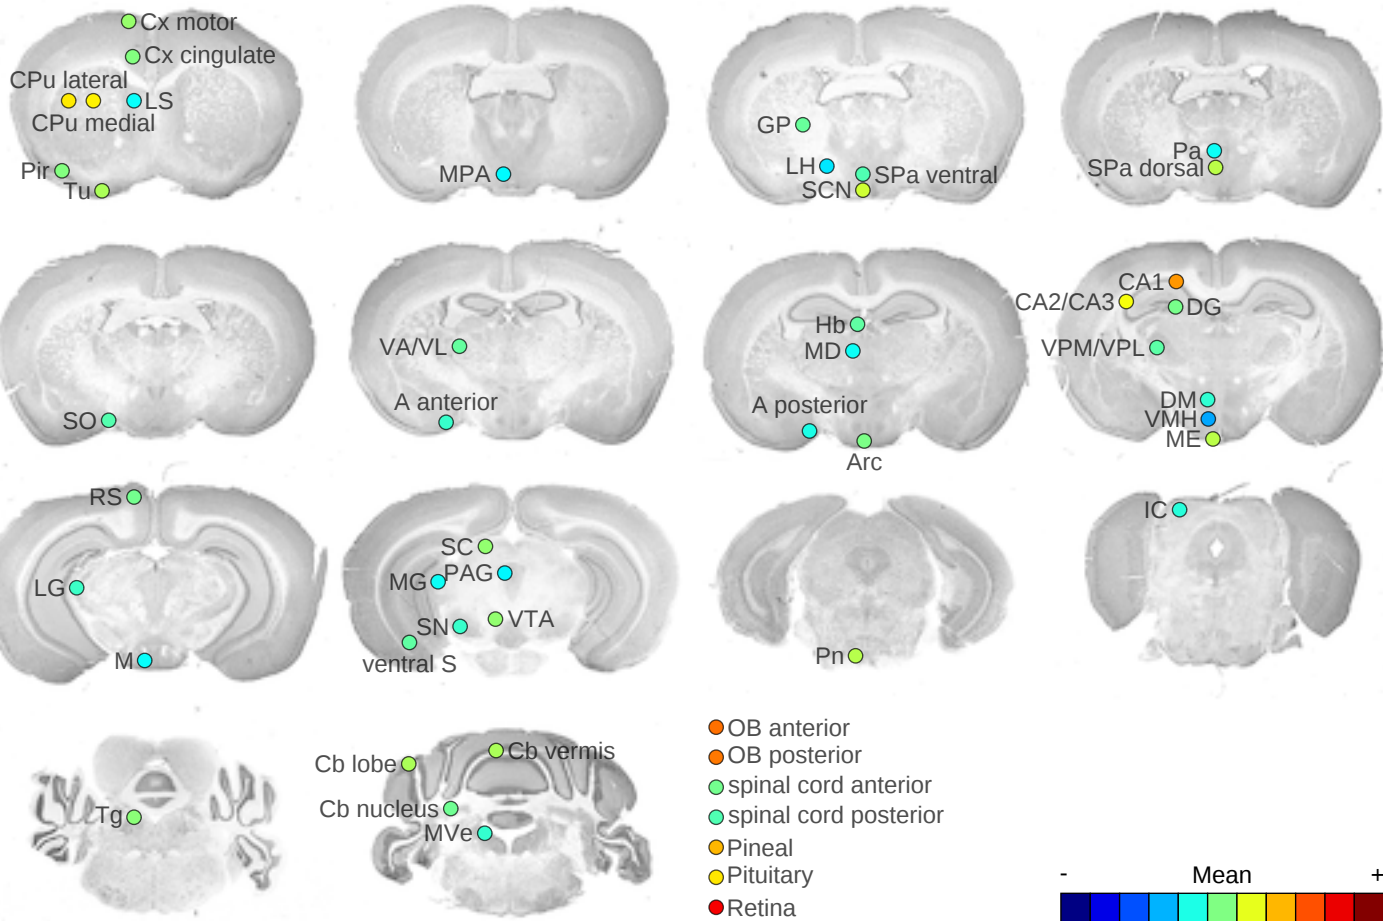 Cx motor
Cx cingulate
CPu lateral
LS
CPu medial
Pir
Tu
MPA
GP
LH
SPa ventral
SCN
Pa
SPa dorsal
SO
VA/VL
A anterior
Hb
MD
A posterior
Arc
CA1
CA2/CA3
DG
VPM/VPL
DM
VMH
ME
RS
LG
M
SC
MG
PAG
SN
VTA
ventral S
Pn
IC
Tg
Cb vermis
Cb lobe
Cb nucleus
MVe
OB anterior
OB posterior
spinal cord anterior
spinal cord posterior
Pineal
Pituitary
Retina
- Mean +